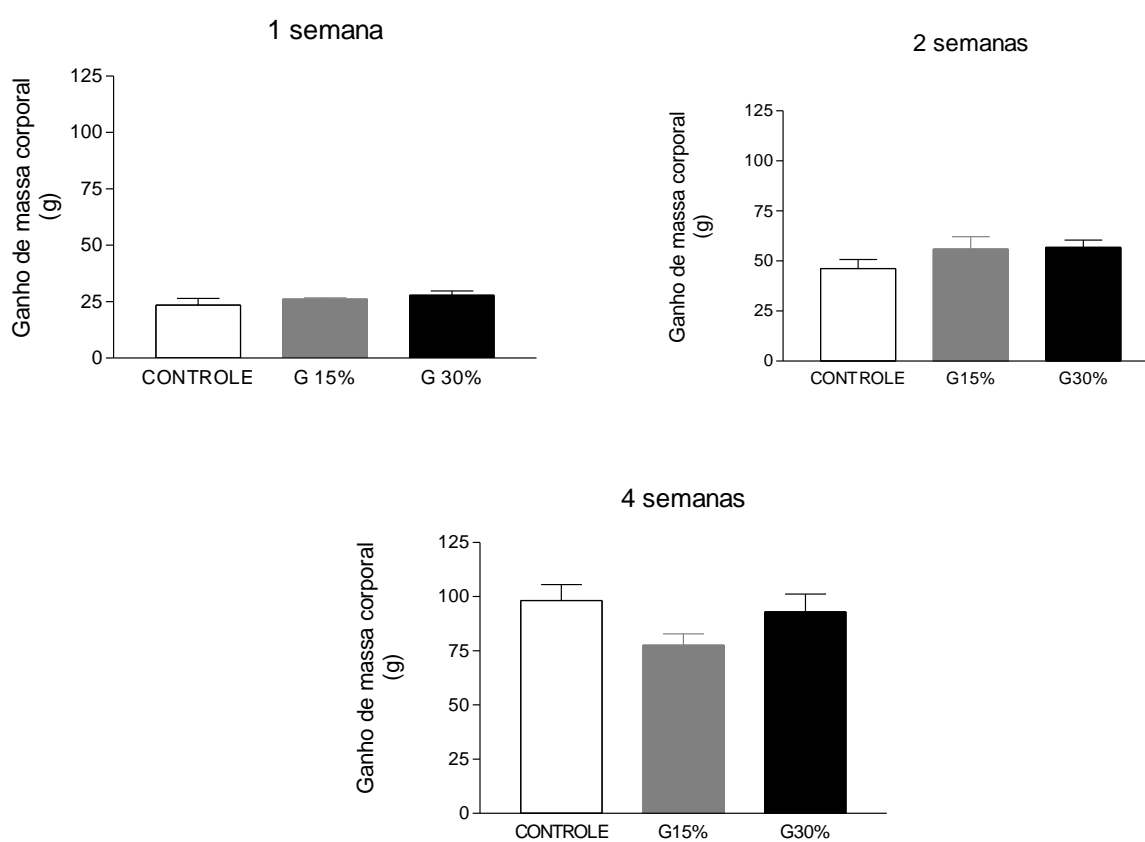 1 semana
Ganho de massa corporal
(g)
125
100
75
50
25
0
CONTROLE G 15% G 30%
2 semanas
Ganho de massa corporal
(g)
125
100
75
50
25
0
CONTROLE G15% G30%
4 semanas
Ganho de massa corporal
(g)
125
100
75
50
25
0
CONTROLE G15% G30%